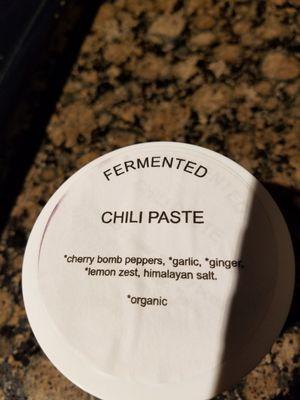 FERMENTED
CHILI PASTE
*cherry bomb peppers, *garlic, *ginger,
*lemon zest, himalayan salt.
*organic